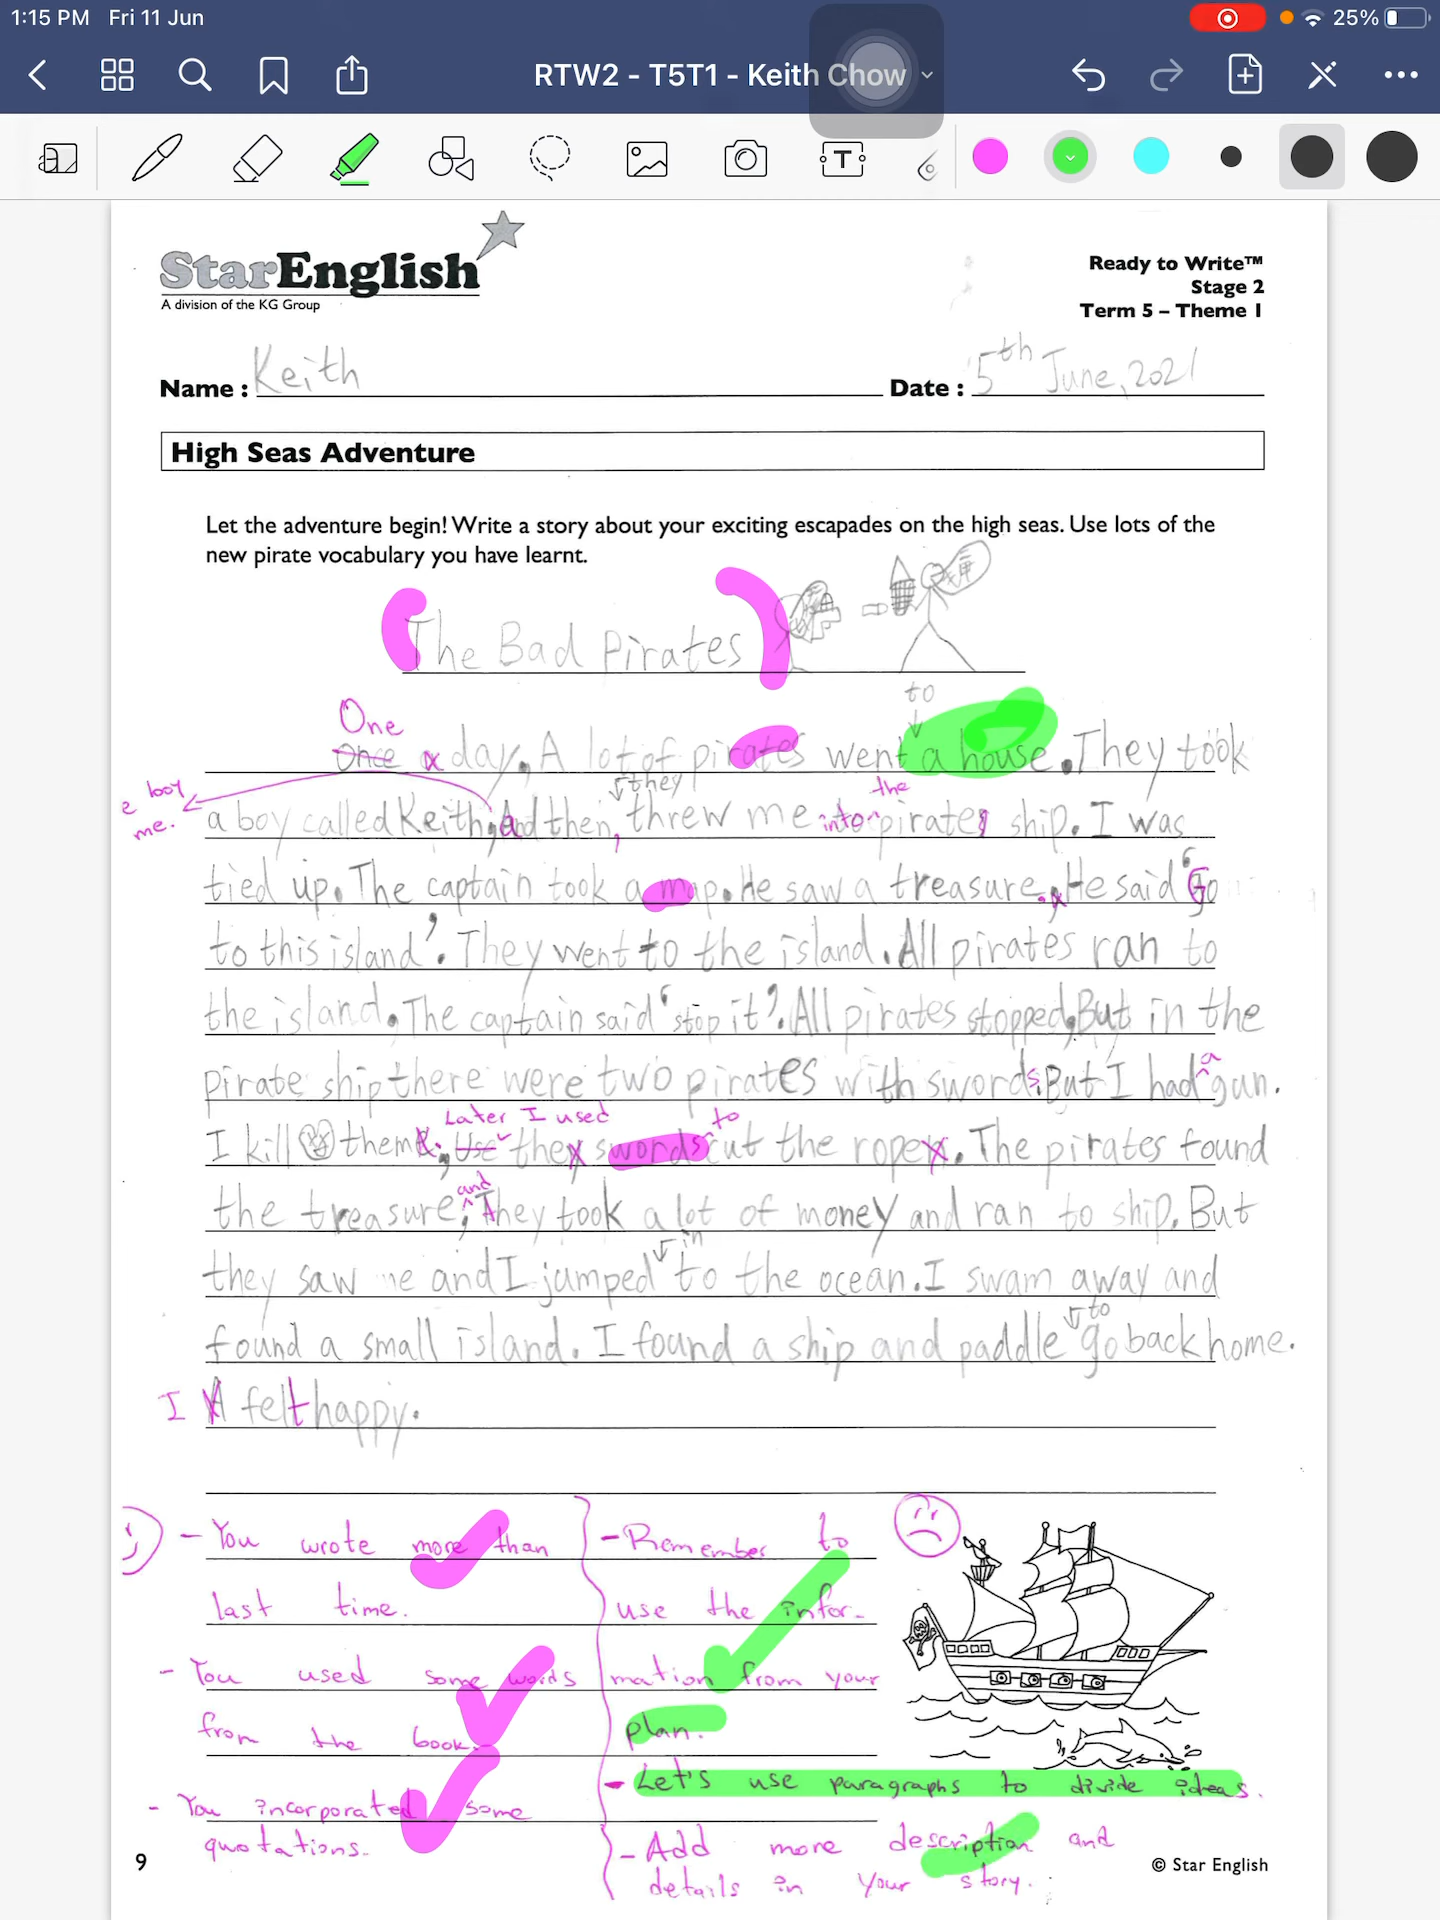 1:15 PM Fri 11 Jun
25%
RTW2 - T5T1 - Keith Chow
T
StarEnglish
A division of the KG Group
Ready to Write™
Stage 2
Term 5 – Theme 1
Name : Keith
Date : 5th June, 2021
High Seas Adventure
Let the adventure begin! Write a story about your exciting escapades on the high seas. Use lots of the
new pirate vocabulary you have learnt.
The Bad Pirates
to
One
Once a day, A lot of pirates went a house. They took
boy
me.
they
the
a boy called Keith, And then, threw me into pirates ship. I was
tied up. The captain took a map. He saw a treasure. He said 'Go
to this island'. They went to the island. All pirates ran to
the island. The captain said 'stop it'. All pirates stopped, But in the
a
pirate ship there were two pirates with swords. But I had gun.
Later I used
to
I kill them. Use they swords cut the rope. The pirates found
and
the treasure, They took a lot of money and ran to ship. But
in
they saw me and I jumped to the ocean. I swam away and
to
found a small island. I found a ship and paddle go back home.
I A felt happy.
- You wrote more than
last time.
- You used some words
from the book.
- You incorporated some
quotations.
- Remember to
use the infor-
mation from your
plan.
- Let's use paragraphs to divide ideas.
- Add more description and
details in your story.
9
© Star English